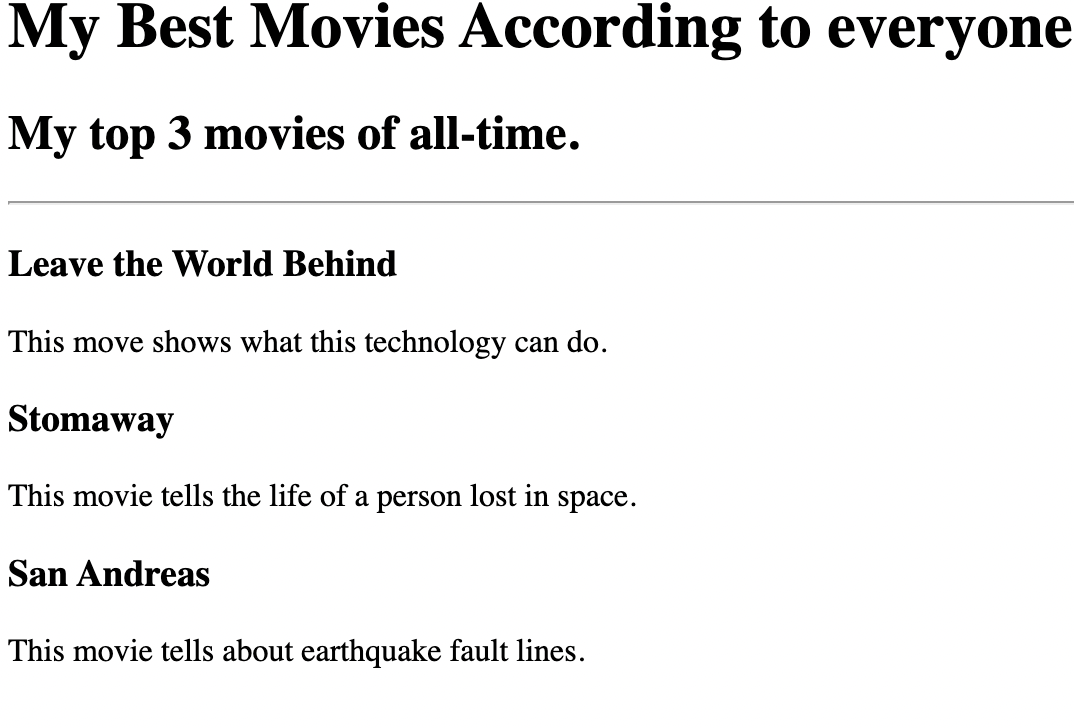 My Best Movies According to everyone
My top 3 movies of all-time.
Leave the World Behind
This move shows what this technology can do.
Stomaway
This movie tells the life of a person lost in space.
San Andreas
This movie tells about earthquake fault lines.